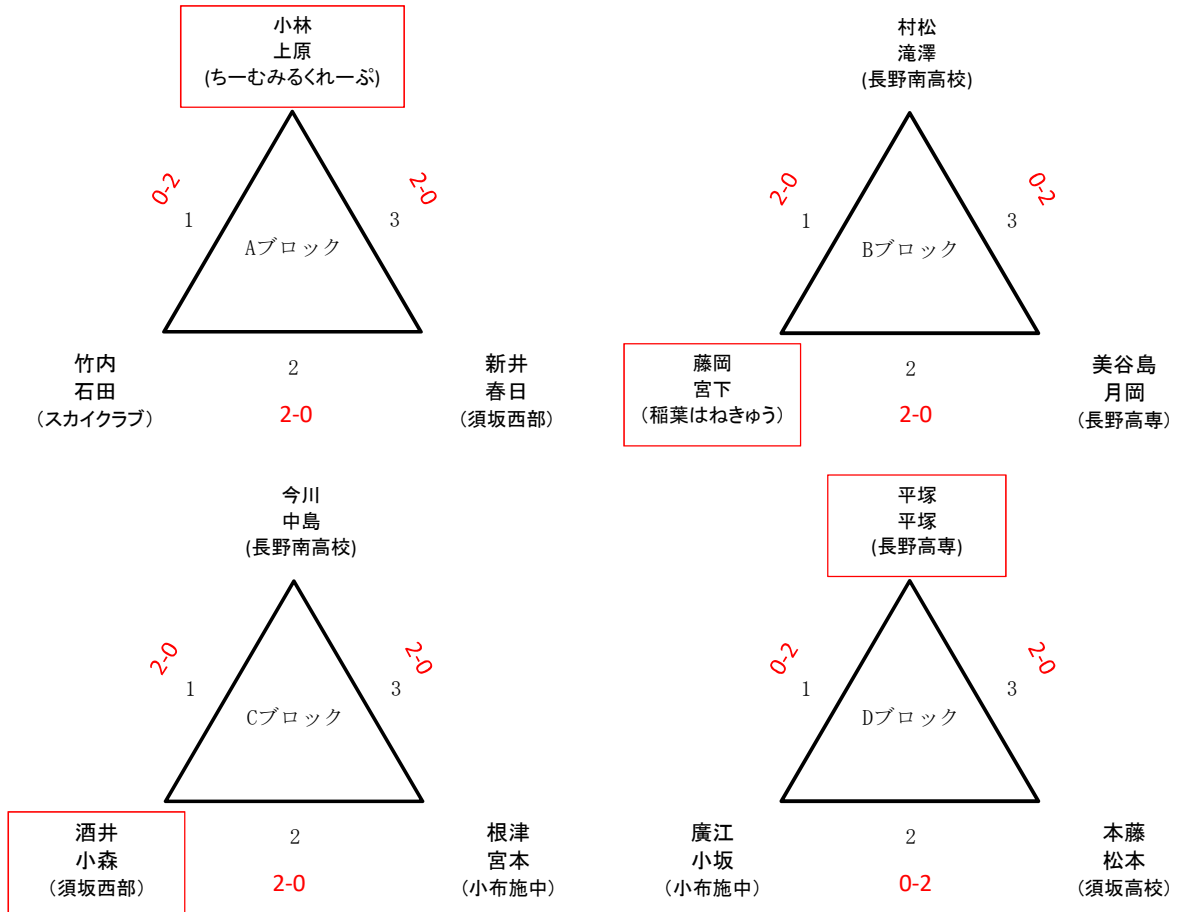 小林
上原
(ちーむみるくれーぷ)
0-2
2-0
1
3
Aブロック
竹内
石田
（スカイクラブ）
2
2-0
新井
春日
（須坂西部）
村松
滝澤
(長野南高校)
2-0
0-2
1
3
Bブロック
藤岡
宮下
（稲葉はねきゅう）
2
2-0
美谷島
月岡
（長野高専）
今川
中島
(長野南高校)
2-0
2-0
1
3
Cブロック
酒井
小森
（須坂西部）
2
2-0
根津
宮本
（小布施中）
平塚
平塚
(長野高専)
0-2
2-0
1
3
Dブロック
廣江
小坂
（小布施中）
2
0-2
本藤
松本
（須坂高校）